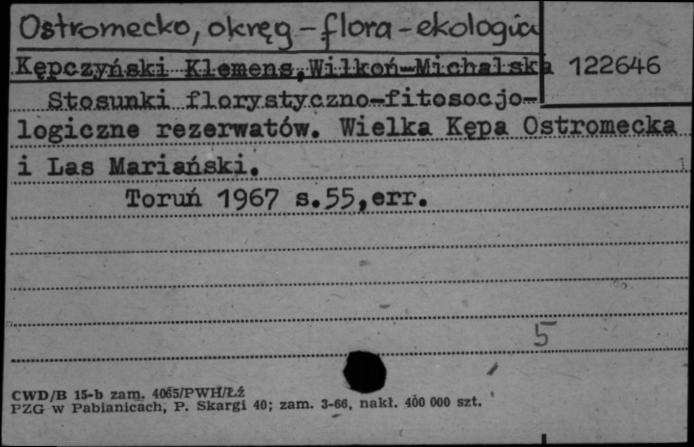 Ostromecko, okręg - flora - ekologia
Kępczyński Klemens, Wilkoń-Michalska 122646
Stosunki florystyczno-fitosocjo-
logiczne rezerwatów. Wielka Kępa Ostromecka
i Las Mariański.
Toruń 1967 s.55,err.
5
CWD/B 15-b zam. 4065/PWH/Łź
PZG w Pabianicach, P. Skargi 40; zam. 3-66, nakł. 400 000 szt.